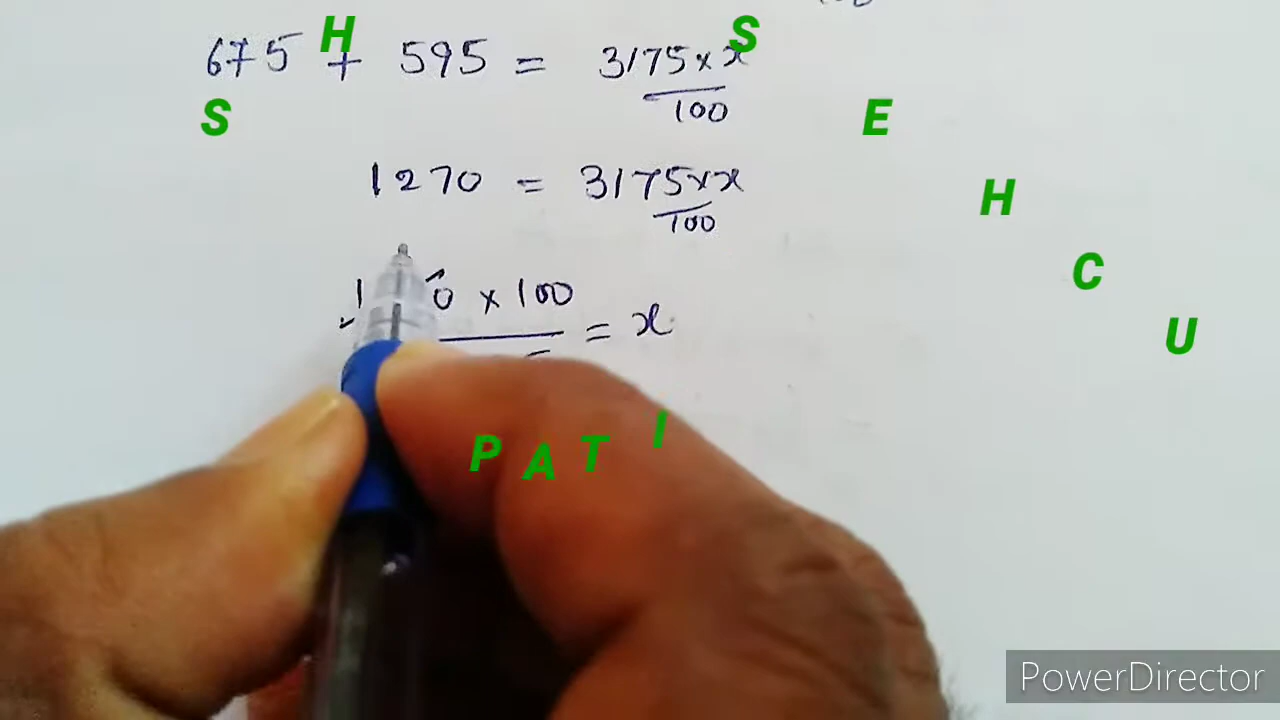 675 + 595 = 3175 × x
100
1270 = 3175 × x
100
× 100 = x
H
S
S
E
H
C
U
P A T I
PowerDirector